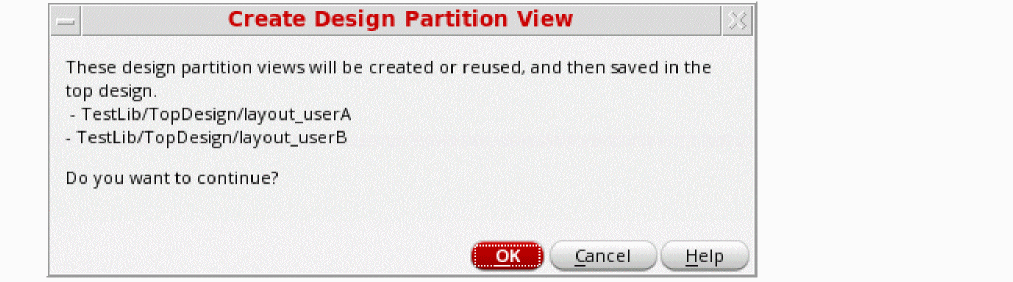 Create Design Partition View
These design partition views will be created or reused, and then saved in the
top design.
- TestLib/TopDesign/layout_userA
- TestLib/TopDesign/layout_userB
Do you want to continue?
OK Cancel Help